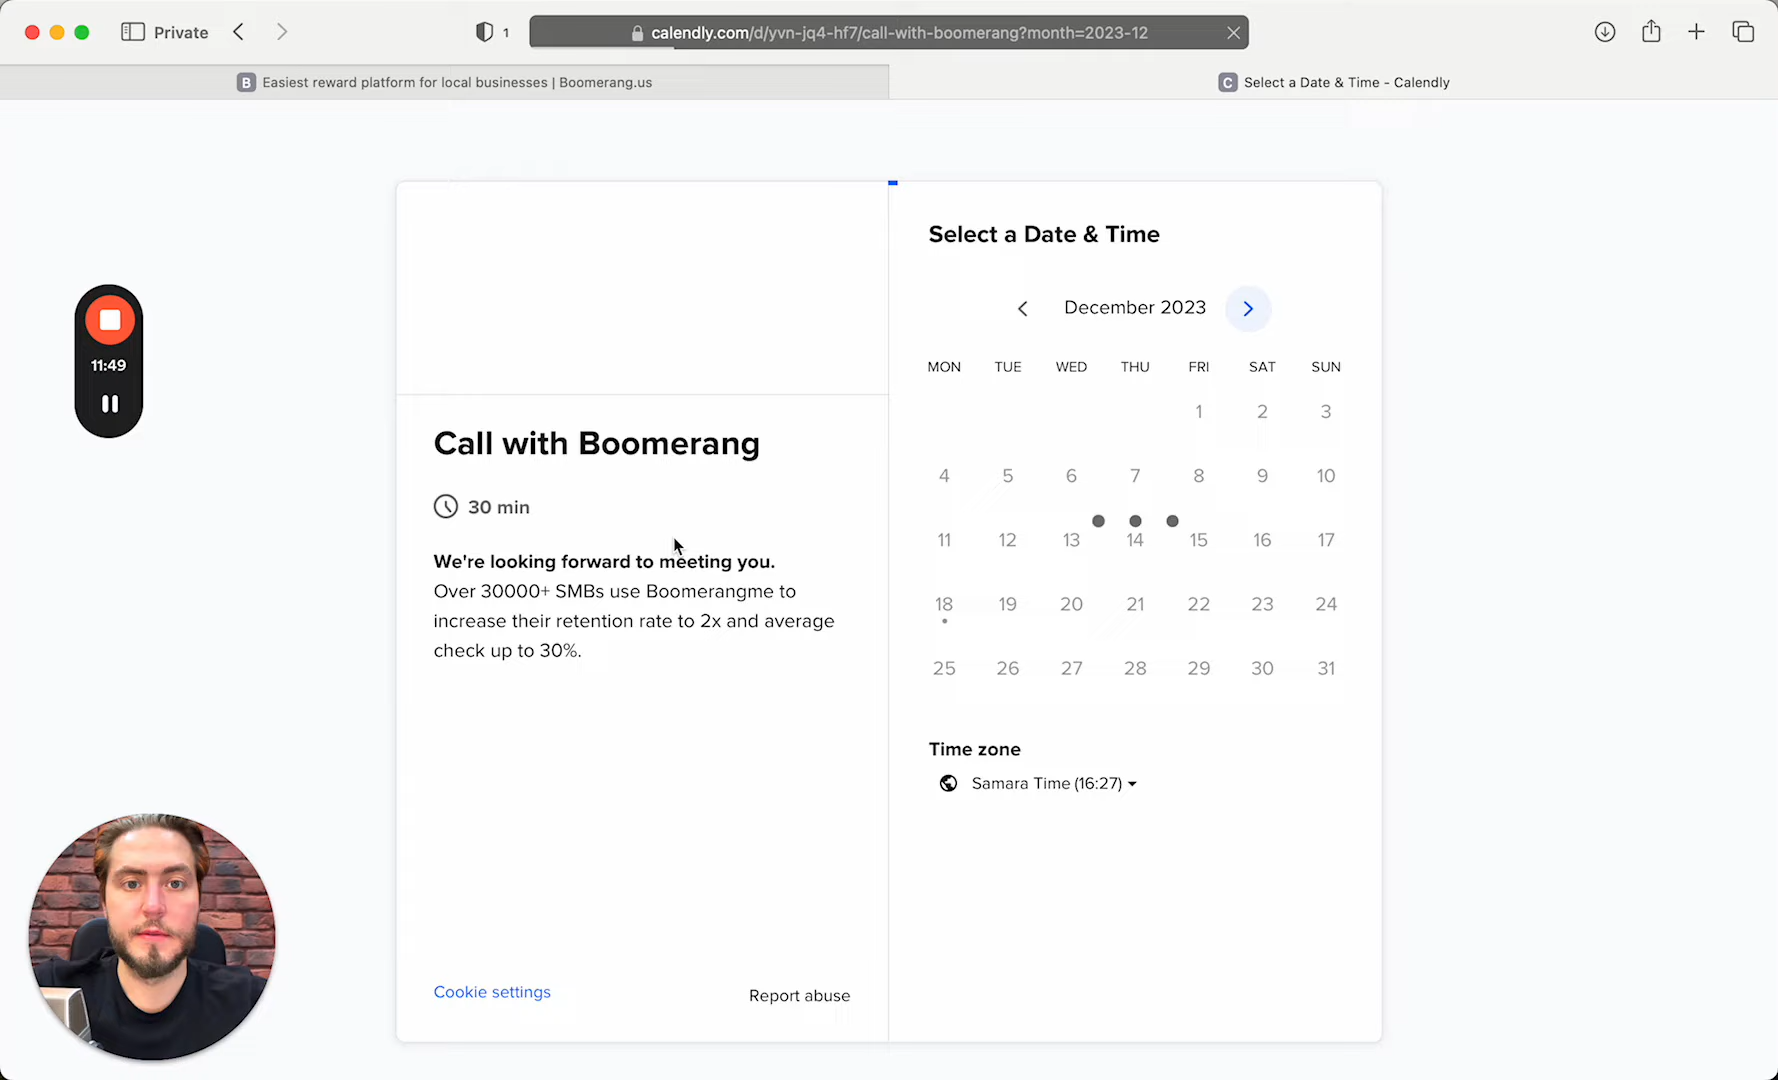 Private
1
calendly.com/d/yvn-jq4-hf7/call-with-boomerang?month=2023-12
B Easiest reward platform for local businesses | Boomerang.us
C Select a Date & Time - Calendly
Select a Date & Time
December 2023
MON TUE WED THU FRI SAT SUN
1 2 3
4 5 6 7 8 9 10
11 12 13 14 15 16 17
18 19 20 21 22 23 24
25 26 27 28 29 30 31
Time zone
Samara Time (16:27)
11:49
Call with Boomerang
30 min
We're looking forward to meeting you.
Over 30000+ SMBs use Boomerangme to
increase their retention rate to 2x and average
check up to 30%.
Cookie settings
Report abuse